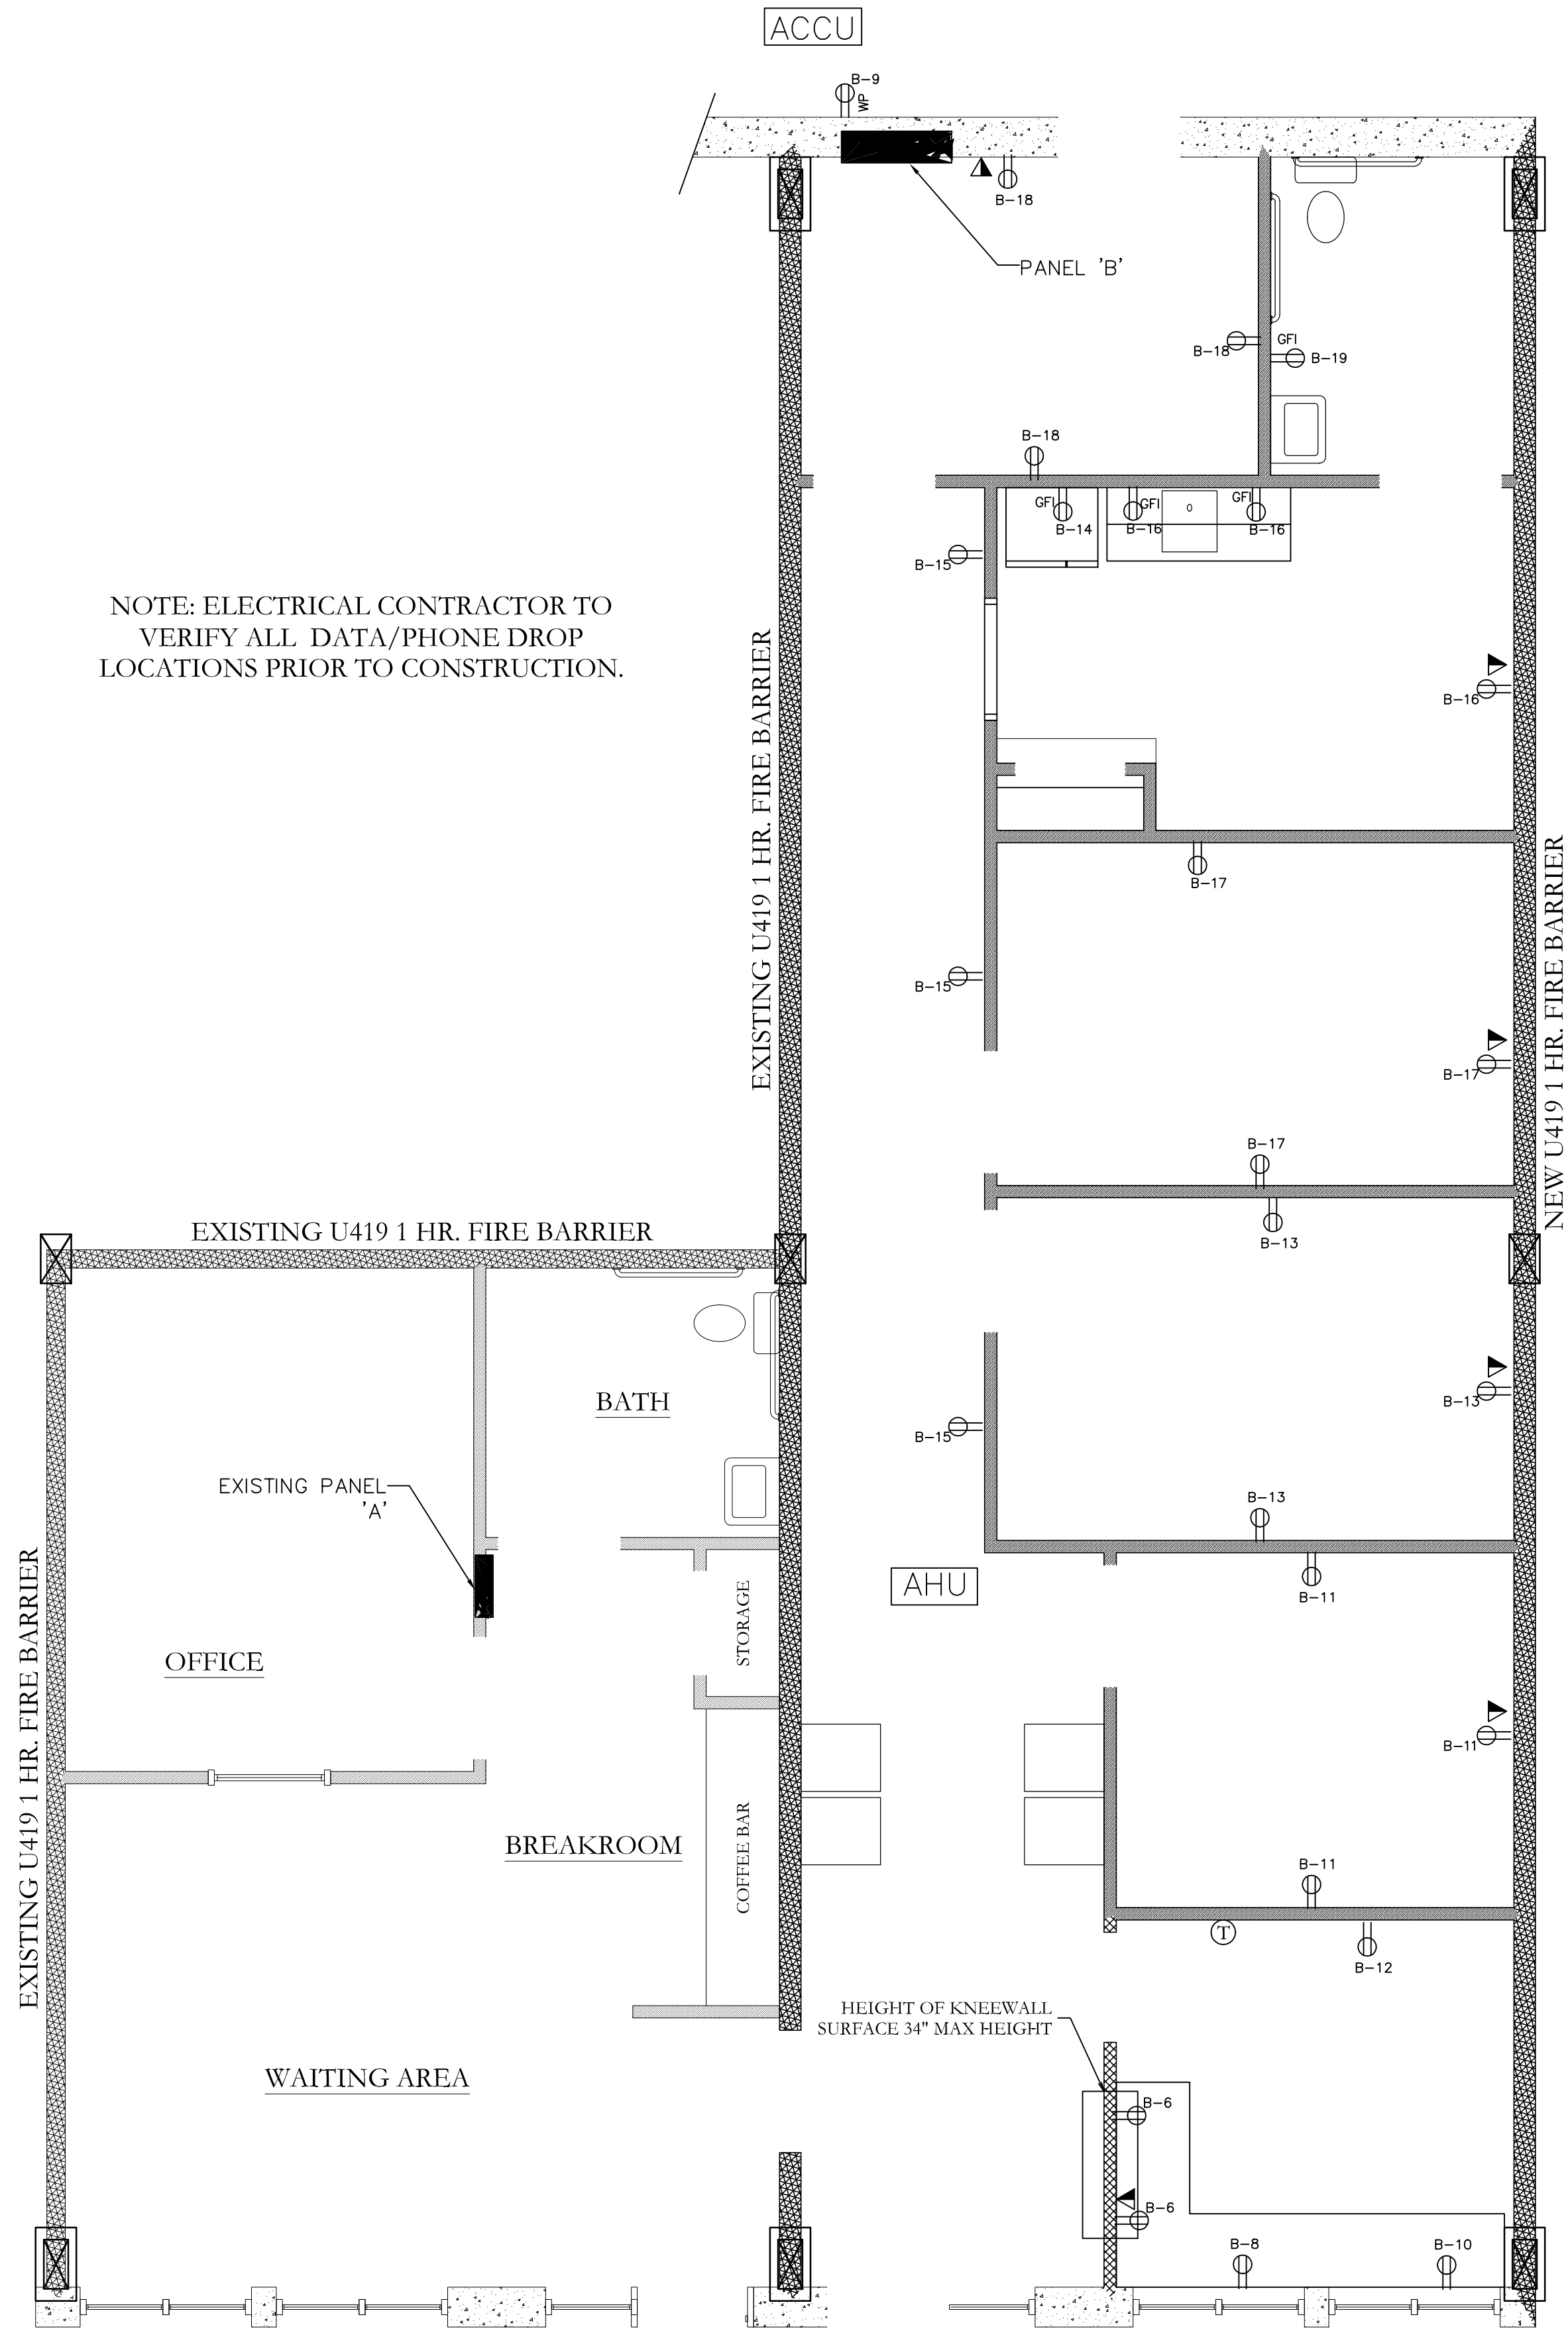 ACCU
B-9
WP
B-18
PANEL 'B'
B-18
GFI
B-19
B-18
GFI
B-14
GFI
B-16
GFI
B-16
B-15
NOTE: ELECTRICAL CONTRACTOR TO
VERIFY ALL DATA/PHONE DROP
LOCATIONS PRIOR TO CONSTRUCTION.
EXISTING U419 1 HR. FIRE BARRIER
B-16
NEW U419 1 HR. FIRE BARRIER
B-17
B-15
B-17
B-17
B-13
EXISTING U419 1 HR. FIRE BARRIER
B-13
BATH
B-15
EXISTING PANEL
'A'
B-13
AHU
B-11
STORAGE
OFFICE
EXISTING U419 1 HR. FIRE BARRIER
B-11
BREAKROOM
COFFEE BAR
B-11
T
B-12
HEIGHT OF KNEEWALL
SURFACE 34" MAX HEIGHT
WAITING AREA
B-6
B-6
B-8
B-10